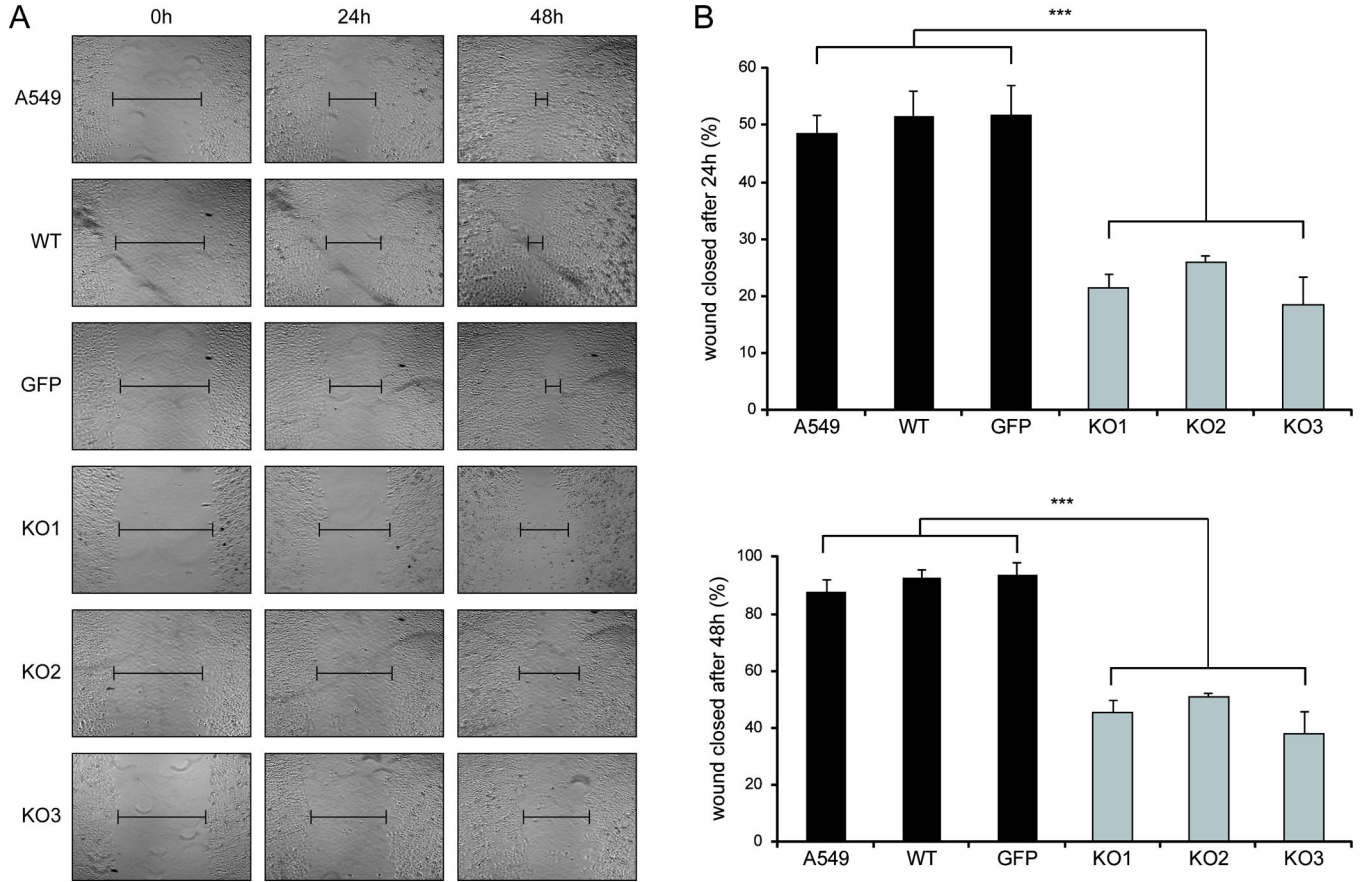 A
0h 24h 48h
A549
WT
GFP
KO1
KO2
KO3
B
***
wound closed after 24h (%)
60
50
40
30
20
10
0
A549 WT GFP KO1 KO2 KO3
***
wound closed after 48h (%)
100
80
60
40
20
0
A549 WT GFP KO1 KO2 KO3